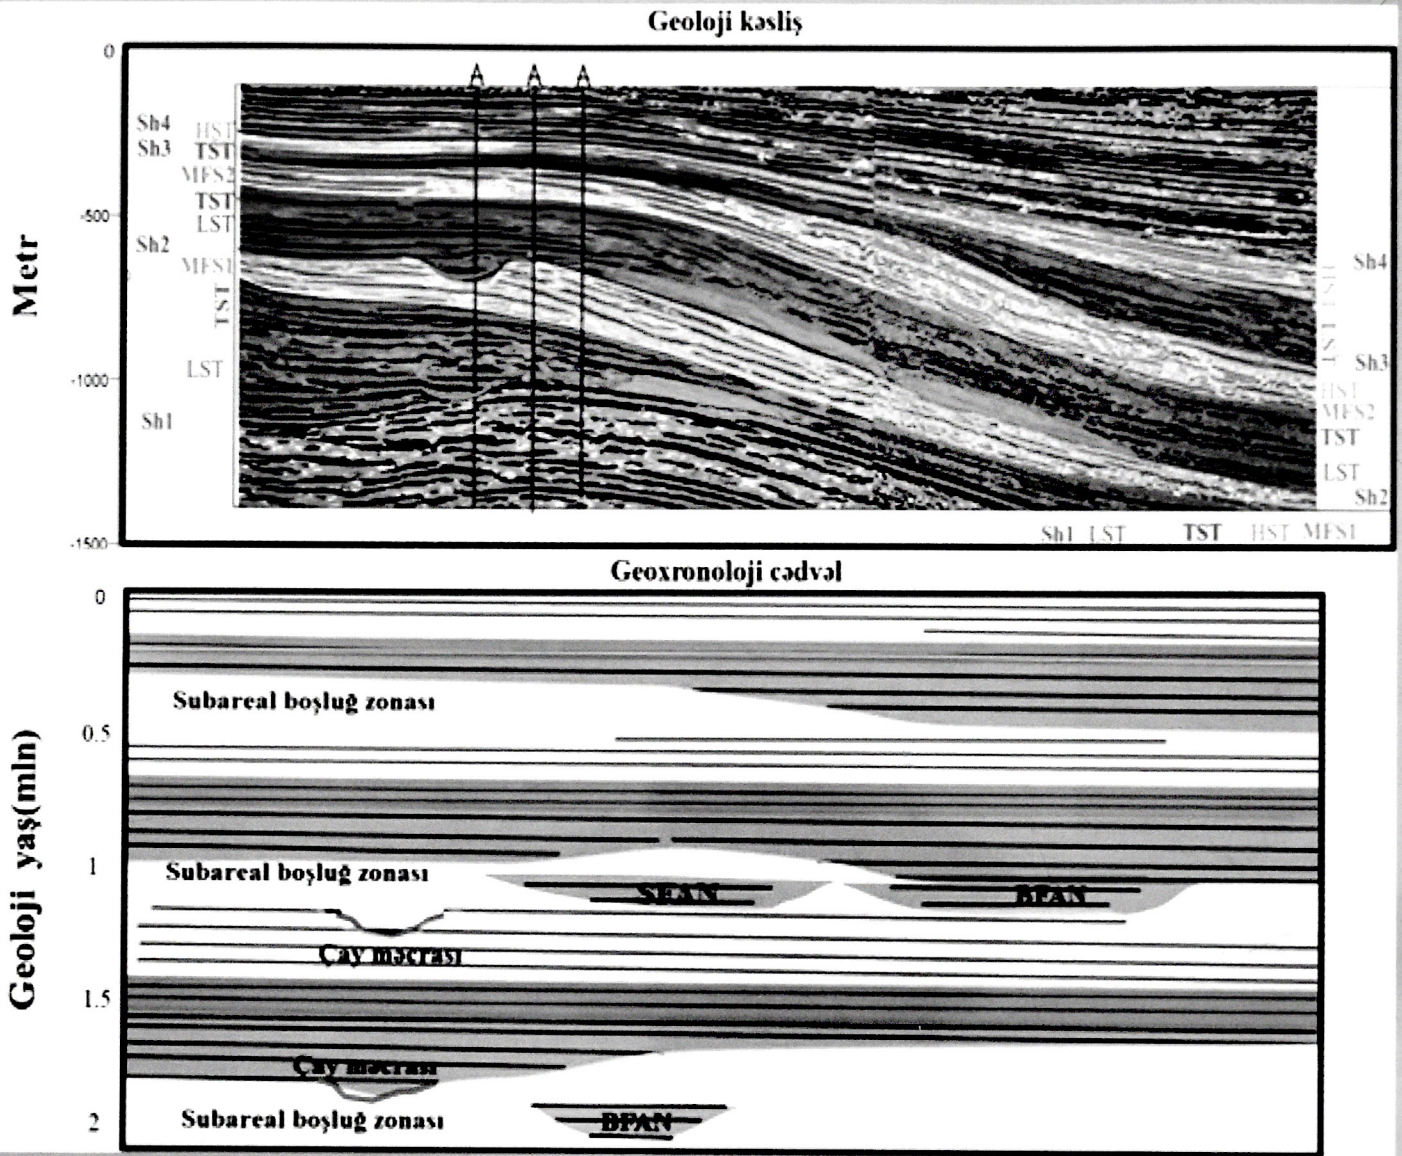 Geoloji kəsliş
0
A A A
Sh4 HST
Sh3 TST
MFS2
TST
-500
LST
Sh2
MFS1
TST
LST
-1000
Sh1
-1500
Metr
Sh4
Sh3
HST
MFS2
TST
LST
Sh2
Sh1 LST TST HST MFS1
Geoxronoloji cədvəl
0
Subareal boşluğ zonası
0.5
1
Subareal boşluğ zonası
SFAN BFAN
Çay məcrası
1.5
Çay məcrası
Subareal boşluğ zonası
BFAN
2
Geoloji yaş(mln)